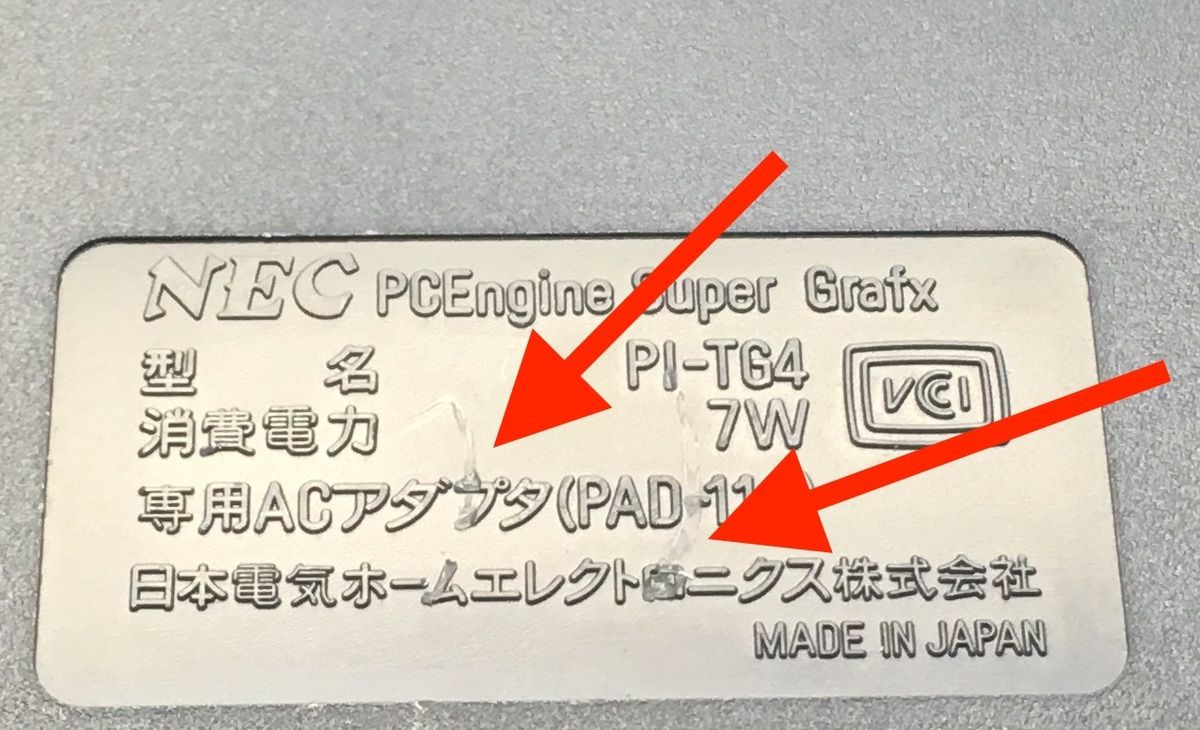 NEC PCEngine Super Grafx
型 名 PI-TG4
消費電力 7W
VCCI
専用ACアダプタ(PAD-11
日本電気ホームエレクトロニクス株式会社
MADE IN JAPAN